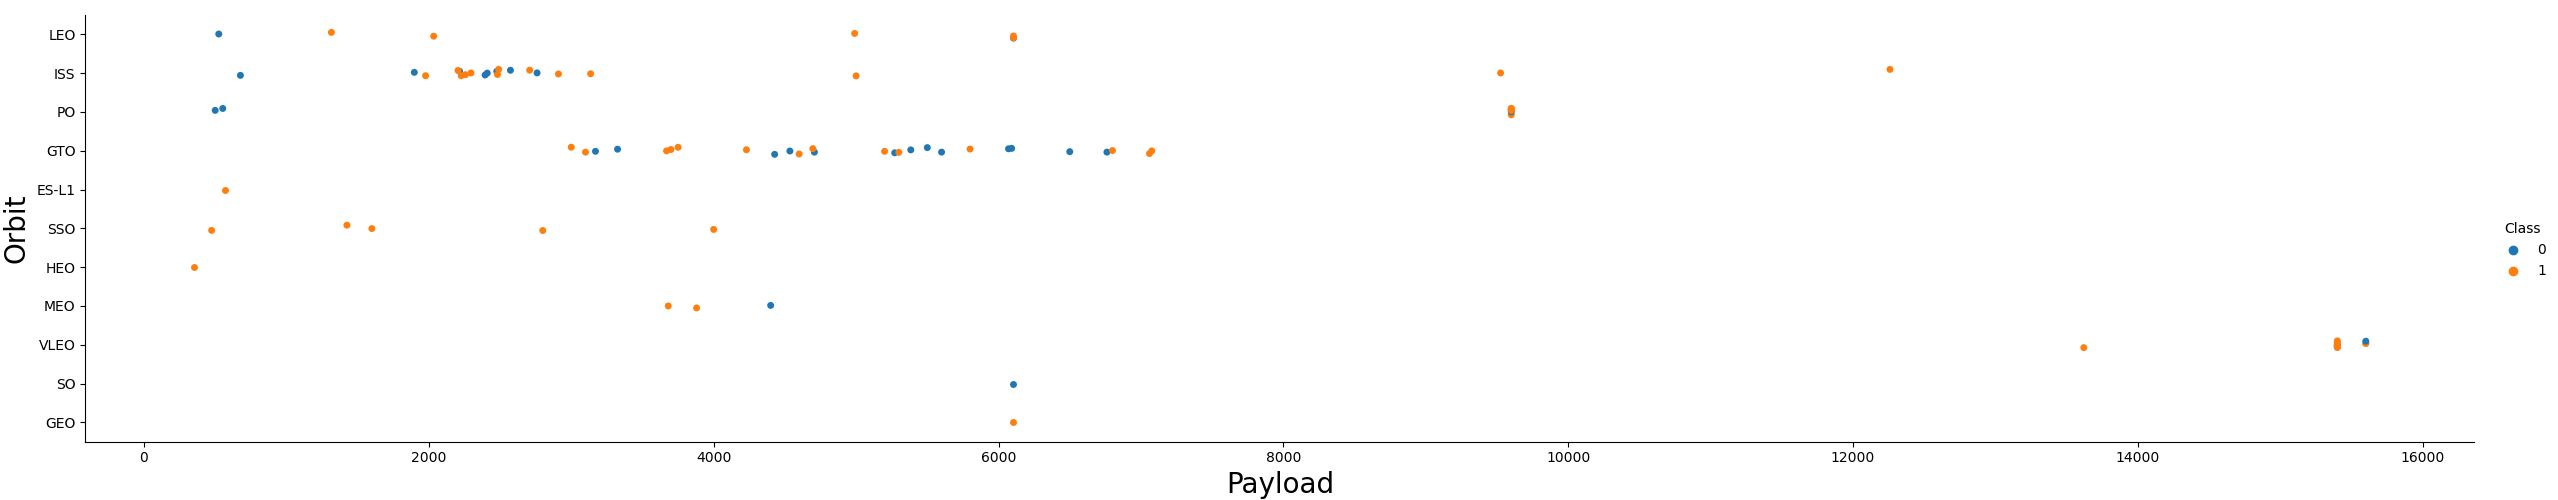 LEO
ISS
PO
GTO
ES-L1
SSO
HEO
MEO
VLEO
SO
GEO
Orbit
0 2000 4000 6000 8000 10000 12000 14000 16000
Payload
Class
0
1